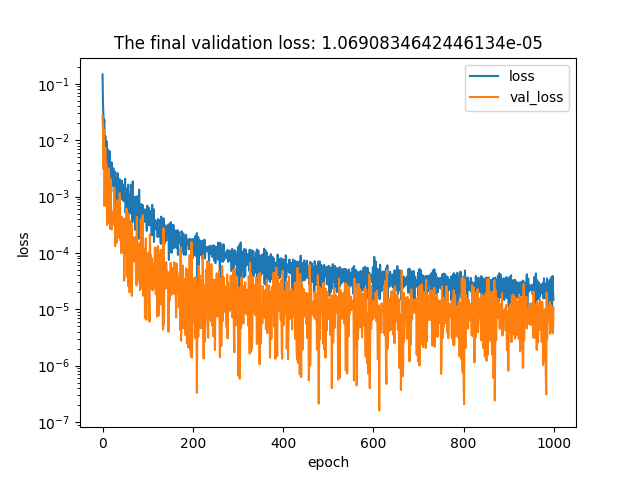 The final validation loss: 1.0690834642446134e-05
loss
val_loss
10⁻¹
10⁻²
10⁻³
10⁻⁴
10⁻⁵
10⁻⁶
10⁻⁷
loss
0 200 400 600 800 1000
epoch